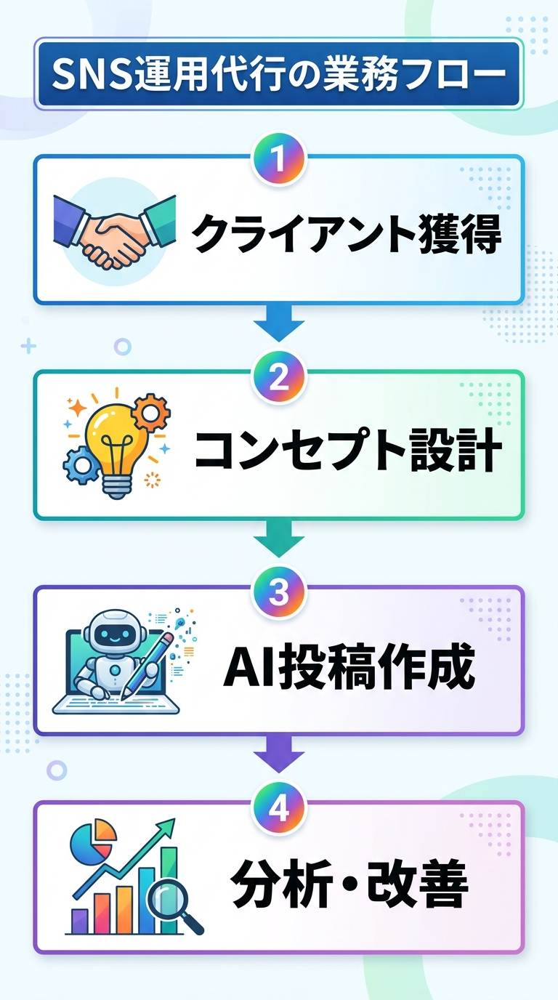 SNS運用代行の業務フロー
1
クライアント獲得
2
コンセプト設計
3
AI投稿作成
4
分析・改善